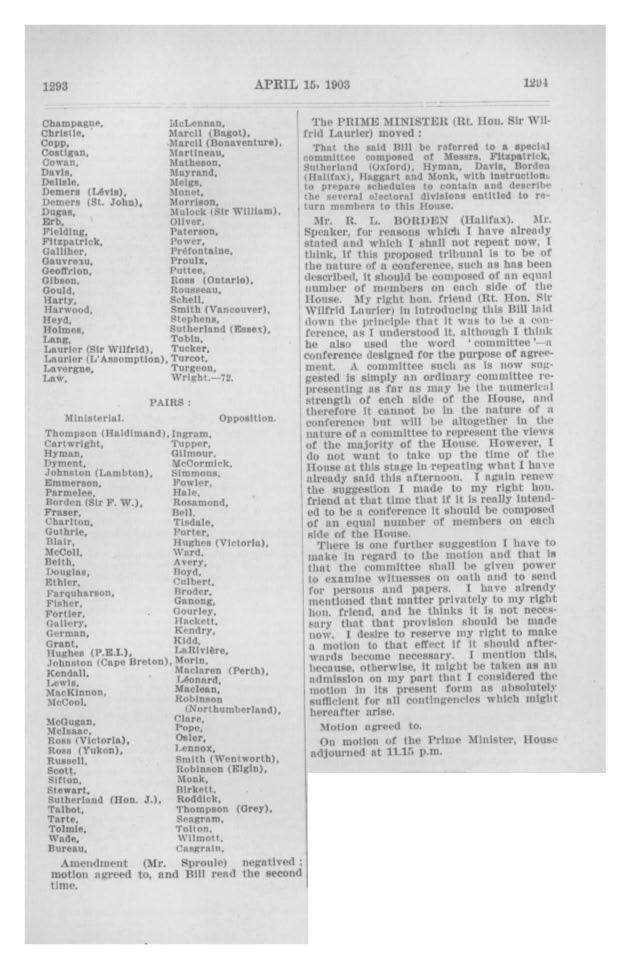 1293 APRIL 15, 1903 1294
Champagne, McLennan,
Christie, Marcil (Bagot),
Copp, Marcil (Bonaventure),
Costigan, Martineau,
Cowan, Matheson,
Davis, Mayrand,
Delisle, Meigs,
Demers (Lévis), Monet,
Demers (St. John), Morrison,
Dugas, Mulock (Sir William),
Erb, Oliver,
Fielding, Paterson,
Fitzpatrick, Power,
Galliher, Préfontaine,
Gauvreau, Proulx,
Geoffrion, Puttee,
Gibson, Ross (Ontario),
Gould, Rousseau,
Harty, Schell,
Harwood, Smith (Vancouver),
Heyd, Stephens,
Holmes, Sutherland (Essex),
Lang, Tobin,
Laurier (Sir Wilfrid), Tucker,
Laurier (L'Assomption), Turcot,
Lavergne, Turgeon,
Law, Wright.—72.
PAIRS :
Ministerial. Opposition.
Thompson (Haldimand), Ingram,
Cartwright, Tupper,
Hyman, Gilmour,
Dyment, McCormick,
Johnston (Lambton), Simmons,
Emmerson, Fowler,
Parmelee, Hale,
Borden (Sir F. W.), Rosamond,
Fraser, Bell,
Charlton, Tisdale,
Guthrie, Porter,
Blair, Hughes (Victoria),
McColl, Ward,
Beith, Avery,
Douglas, Boyd,
Ethier, Culbert,
Farquharson, Broder,
Fisher, Ganong,
Fortier, Gourley,
Gallery, Hackett,
German, Kendry,
Grant, Kidd,
Hughes (P.E.I.), LaRivière,
Johnston (Cape Breton), Morin,
Kendall, Maclaren (Perth),
Lewis, Léonard,
MacKinnon, Maclean,
McCool, Robinson
(Northumberland),
McGugan, Clare,
McIsaac, Pope,
Ross (Victoria), Osler,
Ross (Yukon), Lennox,
Russell, Smith (Wentworth),
Scott, Robinson (Elgin),
Sifton, Monk,
Stewart, Birkett,
Sutherland (Hon. J.), Roddick,
Talbot, Thompson (Grey),
Tarte, Seagram,
Tolmie, Tolton,
Wade, Wilmott,
Bureau, Casgrain,
Amendment (Mr. Sproule) negatived :
motion agreed to, and Bill read the second
time.
The PRIME MINISTER (Rt. Hon. Sir Wil-
frid Laurier) moved :
That the said Bill be referred to a special
committee composed of Messrs. Fitzpatrick,
Sutherland (Oxford), Hyman, Davis, Borden
(Halifax), Haggart and Monk, with instruction.
to prepare schedules to contain and describe
the several electoral divisions entitled to re-
turn members to this House.
Mr. R. L. BORDEN (Halifax). Mr.
Speaker, for reasons which I have already
stated and which I shall not repeat now, I
think, if this proposed tribunal is to be of
the nature of a conference, such as has been
described, it should be composed of an equal
number of members on each side of the
House. My right hon. friend (Rt. Hon. Sir
Wilfrid Laurier) in introducing this Bill laid
down the principle that it was to be a con-
ference, as I understood it, although I think
he also used the word 'committee'—a
conference designed for the purpose of agree-
ment. A committee such as is now sug-
gested is simply an ordinary committee re-
presenting as far as may be the numerical
strength of each side of the House, and
therefore it cannot be in the nature of a
conference but will be altogether in the
nature of a committee to represent the views
of the majority of the House. However, I
do not want to take up the time of the
House at this stage in repeating what I have
already said this afternoon. I again renew
the suggestion I made to my right hon.
friend at that time that if it is really intend-
ed to be a conference it should be composed
of an equal number of members on each
side of the House.
There is one further suggestion I have to
make in regard to the motion and that is
that the committee shall be given power
to examine witnesses on oath and to send
for persons and papers. I have already
mentioned that matter privately to my right
hon. friend, and he thinks it is not neces-
sary that that provision should be made
now. I desire to reserve my right to make
a motion to that effect if it should after-
wards become necessary. I mention this,
because, otherwise, it might be taken as an
admission on my part that I considered the
motion in its present form as absolutely
sufficient for all contingencies which might
hereafter arise.
Motion agreed to.
On motion of the Prime Minister, House
adjourned at 11.15 p.m.